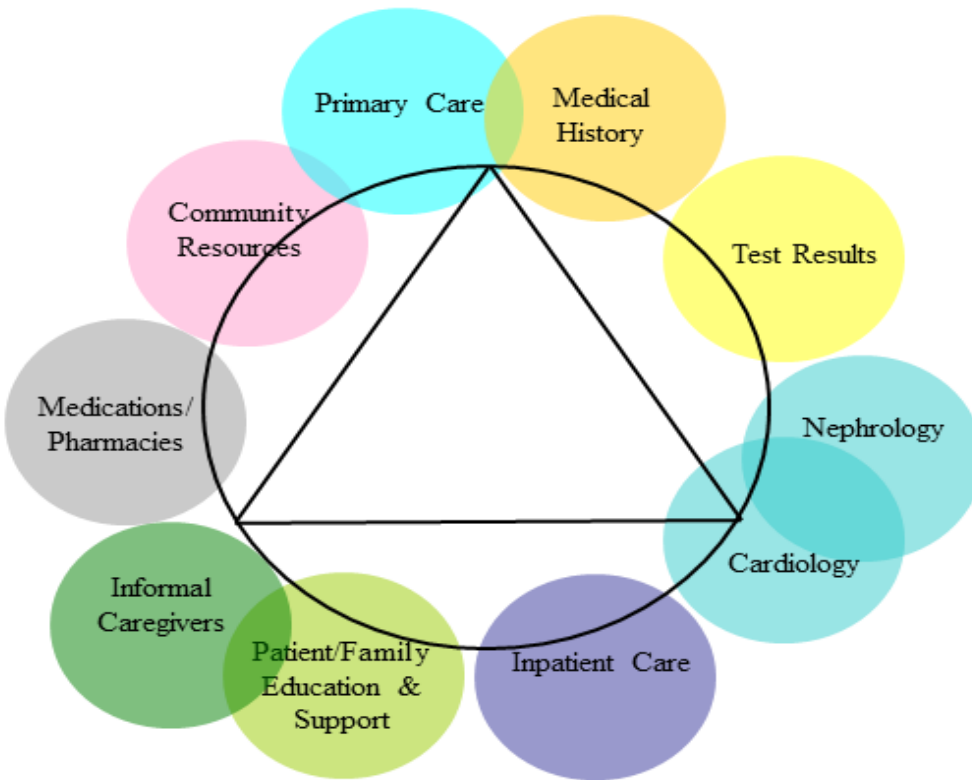 Primary Care
Medical
History
Community
Resources
Test Results
Medications/
Pharmacies
Nephrology
Cardiology
Informal
Caregivers
Patient/Family
Education &
Support
Inpatient Care